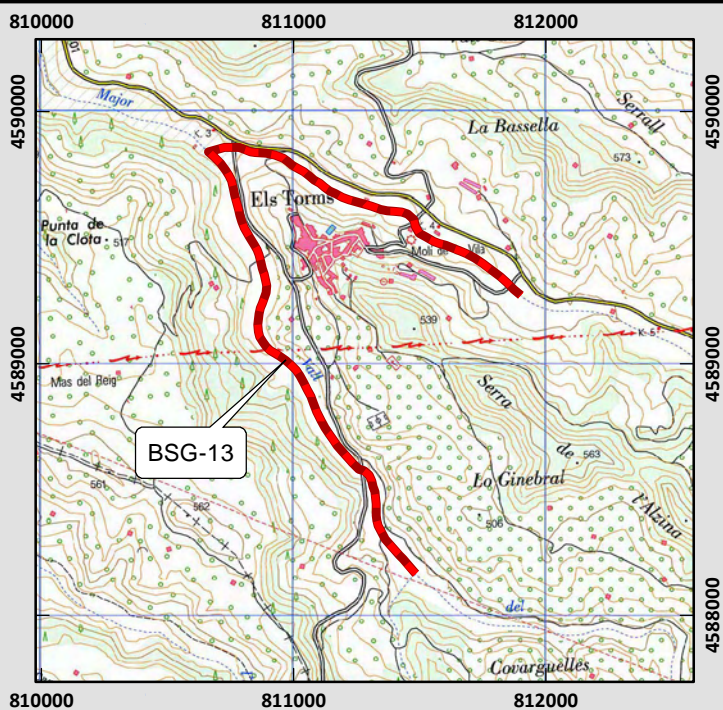 810000 811000 812000
4590000
4590000
01
Major
K. 3
La Bassella
Serrall
573
Els Torms
Punta de
la Clota
517
K. 4
Molí de Vila
539
K. 5
4589000
4589000
Mas del Reig
Vall
Serra
de
l'Alzina
BSG-13
563
Lo Ginebral
561
562
506
4588000
4588000
del
Covarguelles
810000 811000 812000